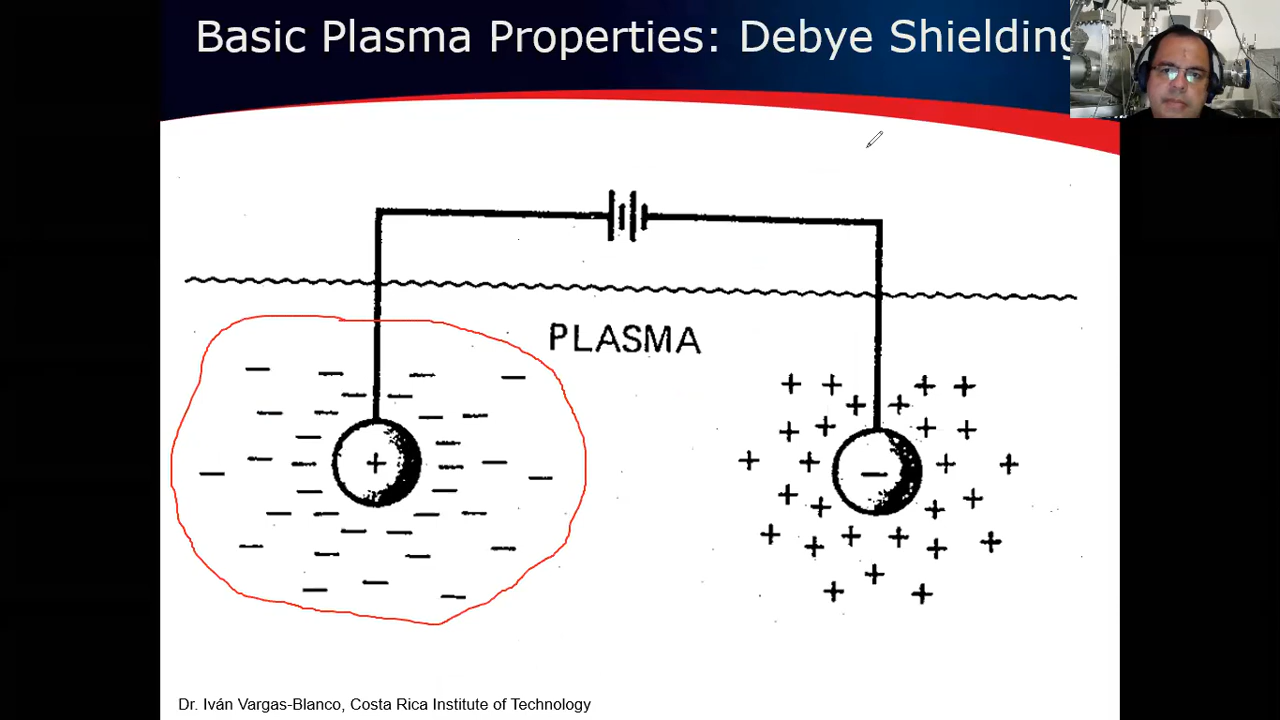 Basic Plasma Properties: Debye Shielding
PLASMA
+
−
Dr. Iván Vargas-Blanco, Costa Rica Institute of Technology